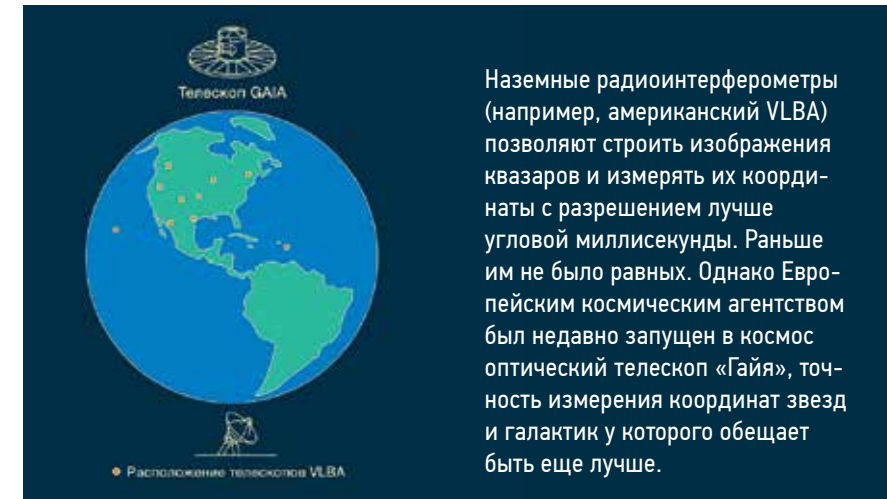 Телескоп GAIA
Расположение телескопов VLBA
Наземные радиоинтерферометры
(например, американский VLBA)
позволяют строить изображения
квазаров и измерять их коорди-
наты с разрешением лучше
угловой миллисекунды. Раньше
им не было равных. Однако Евро-
пейским космическим агентством
был недавно запущен в космос
оптический телескоп «Гайя», точ-
ность измерения координат звезд
и галактик у которого обещает
быть еще лучше.